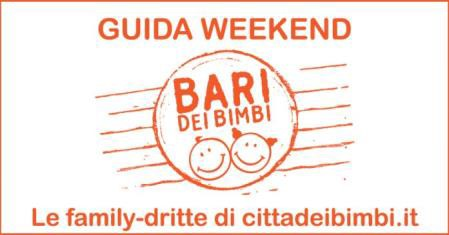 GUIDA WEEKEND
BARI
DEI BIMBI
Le family-dritte di cittadeibimbi.it